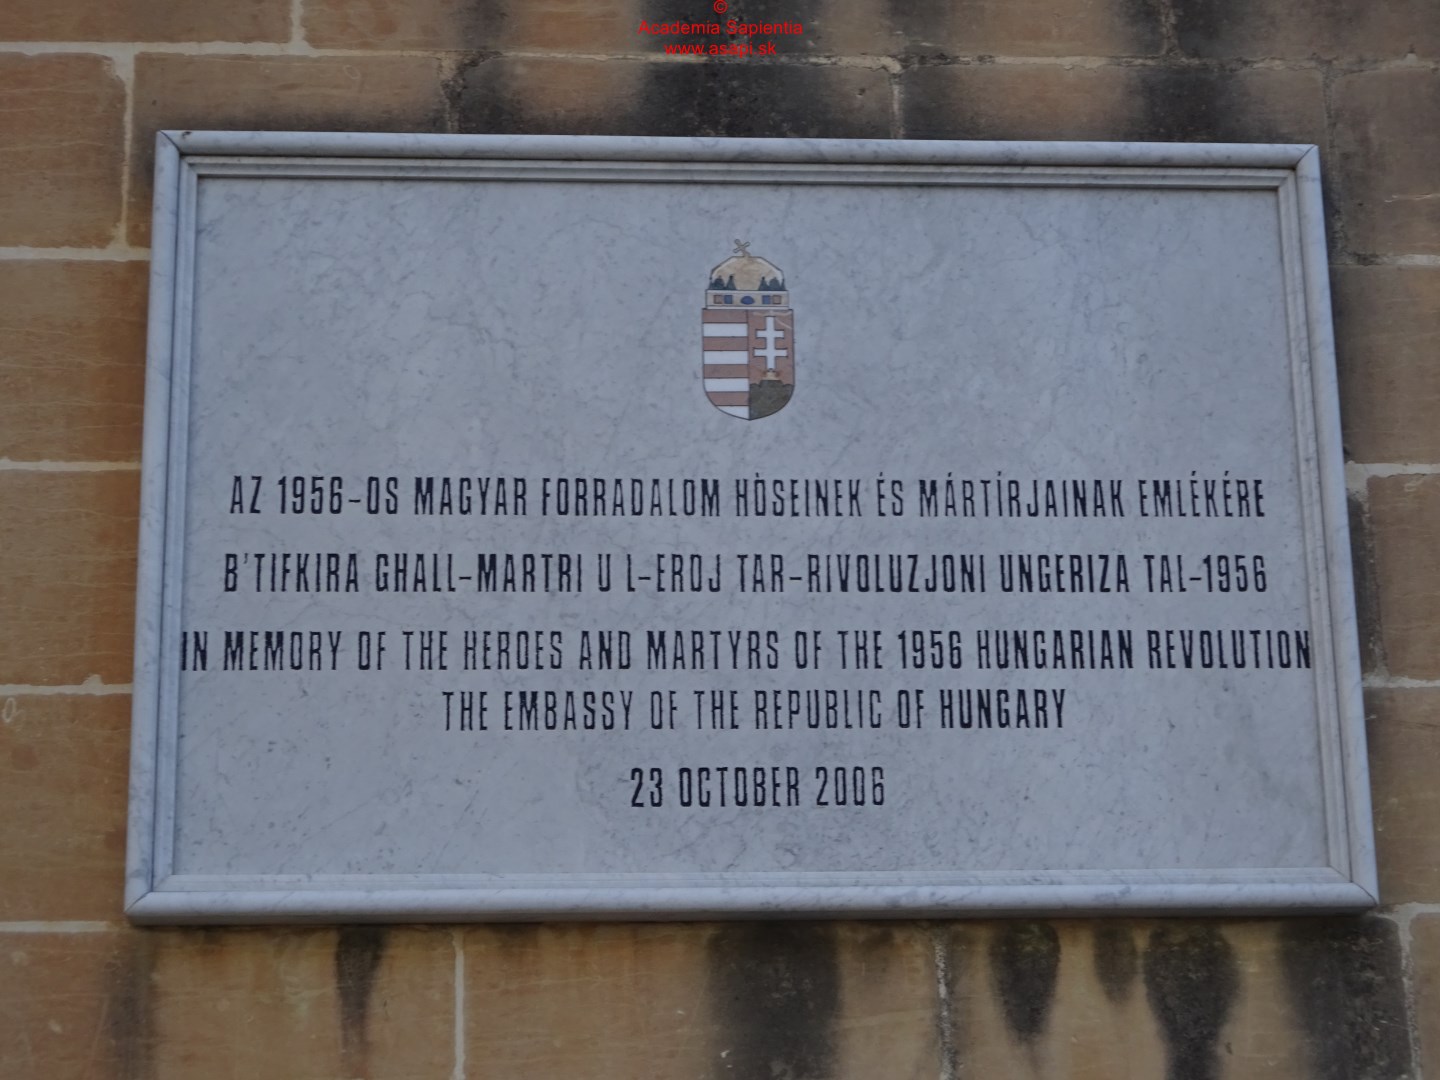 ©
Academia Sapientia
www.asapi.sk
AZ 1956-OS MAGYAR FORRADALOM HÒSEINEK ÉS MÁRTÍRJAINAK EMLÉKÉRE
B'TIFKIRA GHALL-MARTRI U L-EROJ TAR-RIVOLUZJONI UNGERIZA TAL-1956
IN MEMORY OF THE HEROES AND MARTYRS OF THE 1956 HUNGARIAN REVOLUTION
THE EMBASSY OF THE REPUBLIC OF HUNGARY
23 OCTOBER 2006